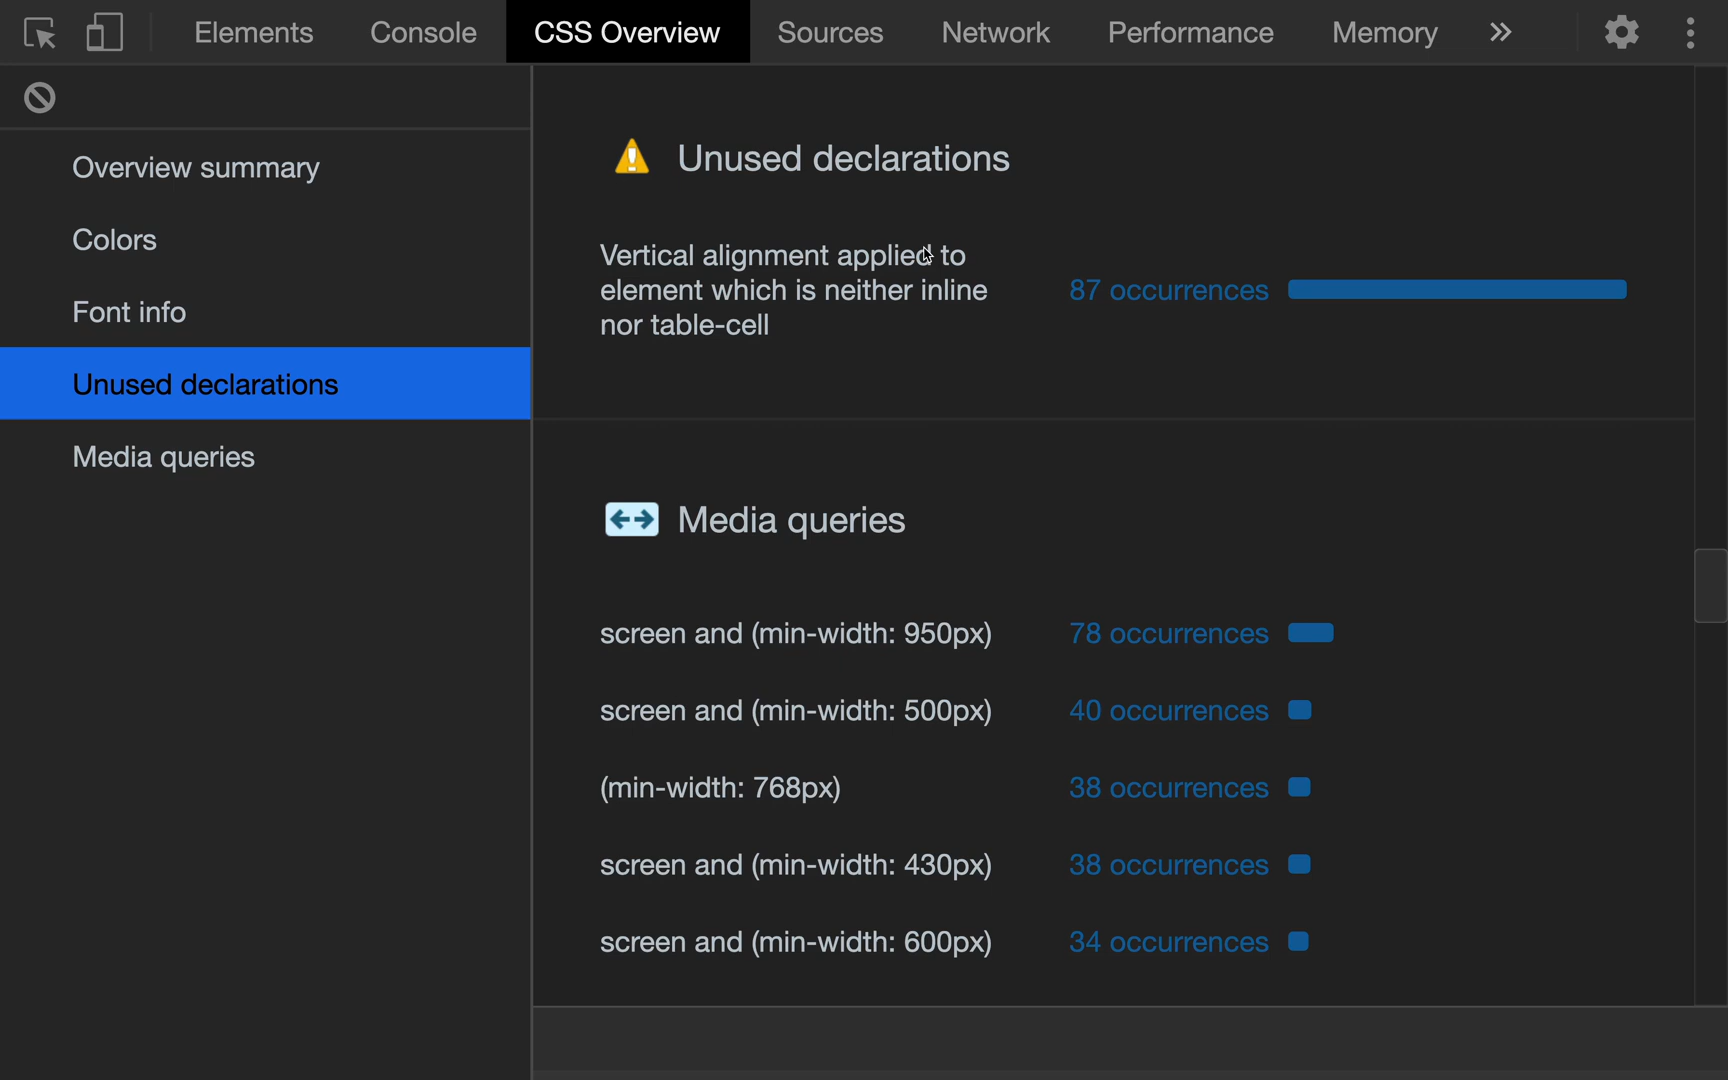 Elements
Console
CSS Overview
Sources
Network
Performance
Memory
Overview summary
Colors
Font info
Unused declarations
Media queries
Unused declarations
Vertical alignment applied to
element which is neither inline
nor table-cell
87 occurrences
Media queries
screen and (min-width: 950px)
78 occurrences
screen and (min-width: 500px)
40 occurrences
(min-width: 768px)
38 occurrences
screen and (min-width: 430px)
38 occurrences
screen and (min-width: 600px)
34 occurrences